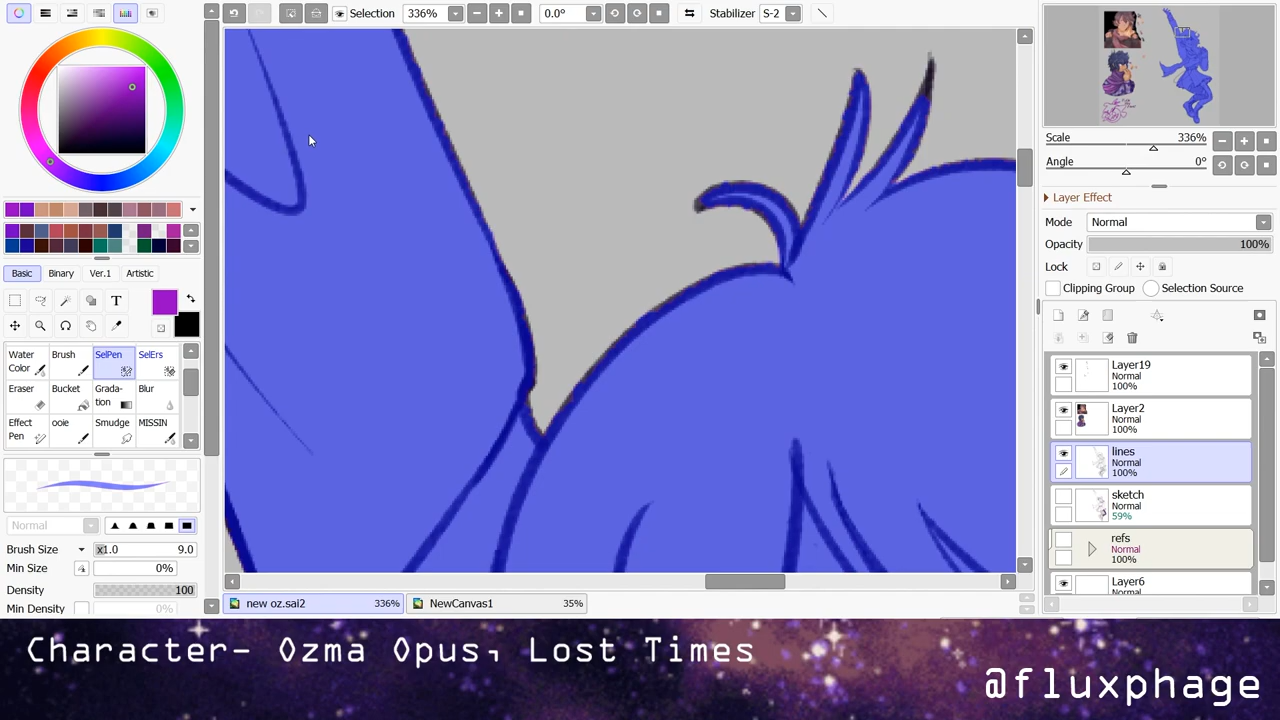 Selection 336% 0.0° Stabilizer S-2
Scale 336%
Angle 0°
Layer Effect
Mode Normal
Opacity 100%
Lock
Clipping Group Selection Source
Basic Binary Ver.1 Artistic
T
Water Color Brush SelPen SelErs
Eraser Bucket Grada-tion Blur
Effect Pen ooie Smudge MISSIN
Normal
Brush Size x1.0 9.0
Min Size 0%
Density 100
Min Density 0%
Layer19
Normal
100%
Layer2
Normal
100%
lines
Normal
100%
sketch
Normal
59%
refs
Normal
100%
Layer6
Normal
new oz.sai2 336% NewCanvas1 35%
Character- Ozma Opus, Lost Times
@fluxphage